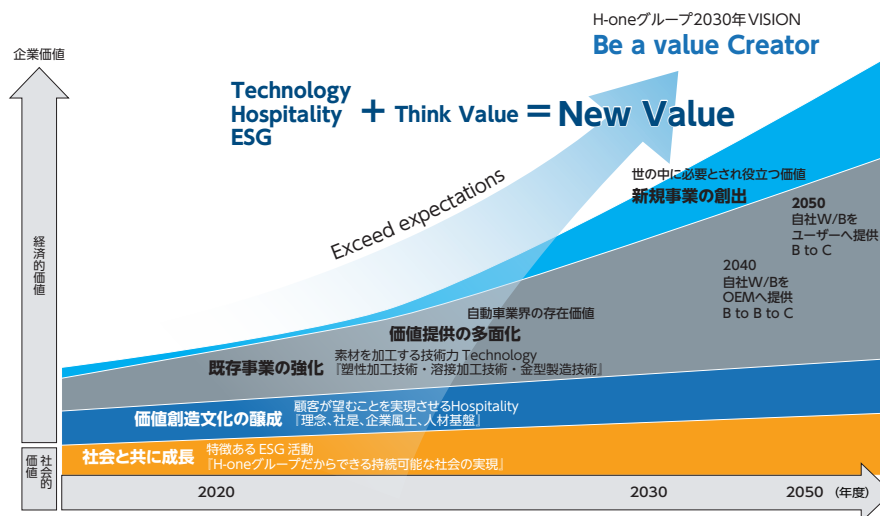 H-oneグループ2030年VISION
Be a value Creator
企業価値
Technology
Hospitality
ESG
+ Think Value = New Value
Exceed expectations
世の中に必要とされ役立つ価値
新規事業の創出
2050
自社W/Bを
ユーザーへ提供
B to C
2040
自社W/Bを
OEMへ提供
B to B to C
経済的価値
自動車業界の存在価値
価値提供の多面化
既存事業の強化
素材を加工する技術力 Technology
『塑性加工技術・溶接加工技術・金型製造技術』
価値創造文化の醸成
顧客が望むことを実現させるHospitality
『理念、社是、企業風土、人材基盤』
社会と共に成長
特徴ある ESG 活動
『H-oneグループだからできる持続可能な社会の実現』
社会的
価値
2020
2030
2050
(年度)